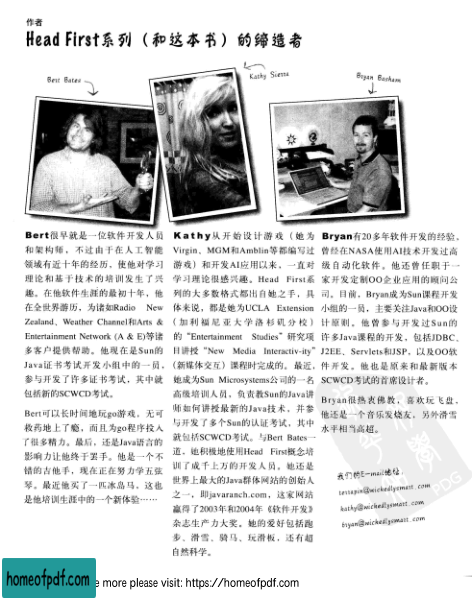 作者
Head First系列（和这本书）的缔造者
Bert Bates
Kathy Sierra
Bryan Basham
Bert很早就是一位软件开发人员
和架构师。不过由于在人工智能
领域有近十年的经历，使他对学习
理论和基于技术的培训发生了兴
趣。在他软件生涯的最初十年，他
在全世界游历，为诸如Radio New
Zealand、Weather Channel和Arts &
Entertainment Network (A & E)等诸
多客户提供帮助。他现在是Sun的
Java证书考试开发小组中的一员，
参与开发了许多证书考试，其中就
包括新的SCWCD考试。
Bert可以长时间地玩go游戏，无可
救药地上了瘾，而且为go程序投入
了很多精力。最后，还是Java语言的
影响力让他终于罢手。他是一个不
错的吉他手，现在正在努力学五弦
琴。最近他买了一匹冰岛马。这也
是他培训生涯中的一个新体验……
Kathy从开始设计游戏（她为
Virgin、MGM和Amblin等都编写过
游戏）和开发AI应用以来，一直对
学习理论很感兴趣。Head First系
列的大多数格式都出自她之手，具
体来说，都是她为UCLA Extension
（加利福尼亚大学洛杉矶分校）
的“Entertainment Studies”研究项
目讲授“New Media Interactiv-ity”
（新媒体交互）课程时完成的。最近，
她成为Sun Microsystems公司的一名
高级培训人员，负责教Sun的Java讲
师如何讲授最新的Java技术，并参
与开发了多个Sun的认证考试，其中
就包括SCWCD考试。与Bert Bates一
道，她积极地使用Head First概念培
训了成千上万的开发人员。她还是
世界上最大的Java群体网站的创始人
之一，即javaranch.com，这家网站
赢得了2003年和2004年《软件开发》
杂志生产力大奖。她的爱好包括跑
步、滑雪、骑马、玩滑板，还有超
自然科学。
Bryan有20多年软件开发的经验，
曾经在NASA使用AI技术开发过高
级自动化软件。他还曾任职于一
家开发定制OO企业应用的顾问公
司。目前，Bryan成为Sun课程开发
小组的一员，主要关注Java和OO设
计原则。他曾参与开发过Sun的
许多Java课程的开发，包括JDBC、
J2EE、Servlets和JSP，以及OO软
件开发。他也是原来和最新版本
SCWCD考试的首席设计者。
Bryan很热衷佛教，喜欢玩飞盘，
他还是一个音乐发烧友，另外滑雪
水平相当高超。
我们的E-mail地址：
terrapin@wickedlysmart.com
kathy@wickedlysmart.com
bryan@wickedlysmart.com
PDG
homeofpdf.com
e more please visit: https://homeofpdf.com